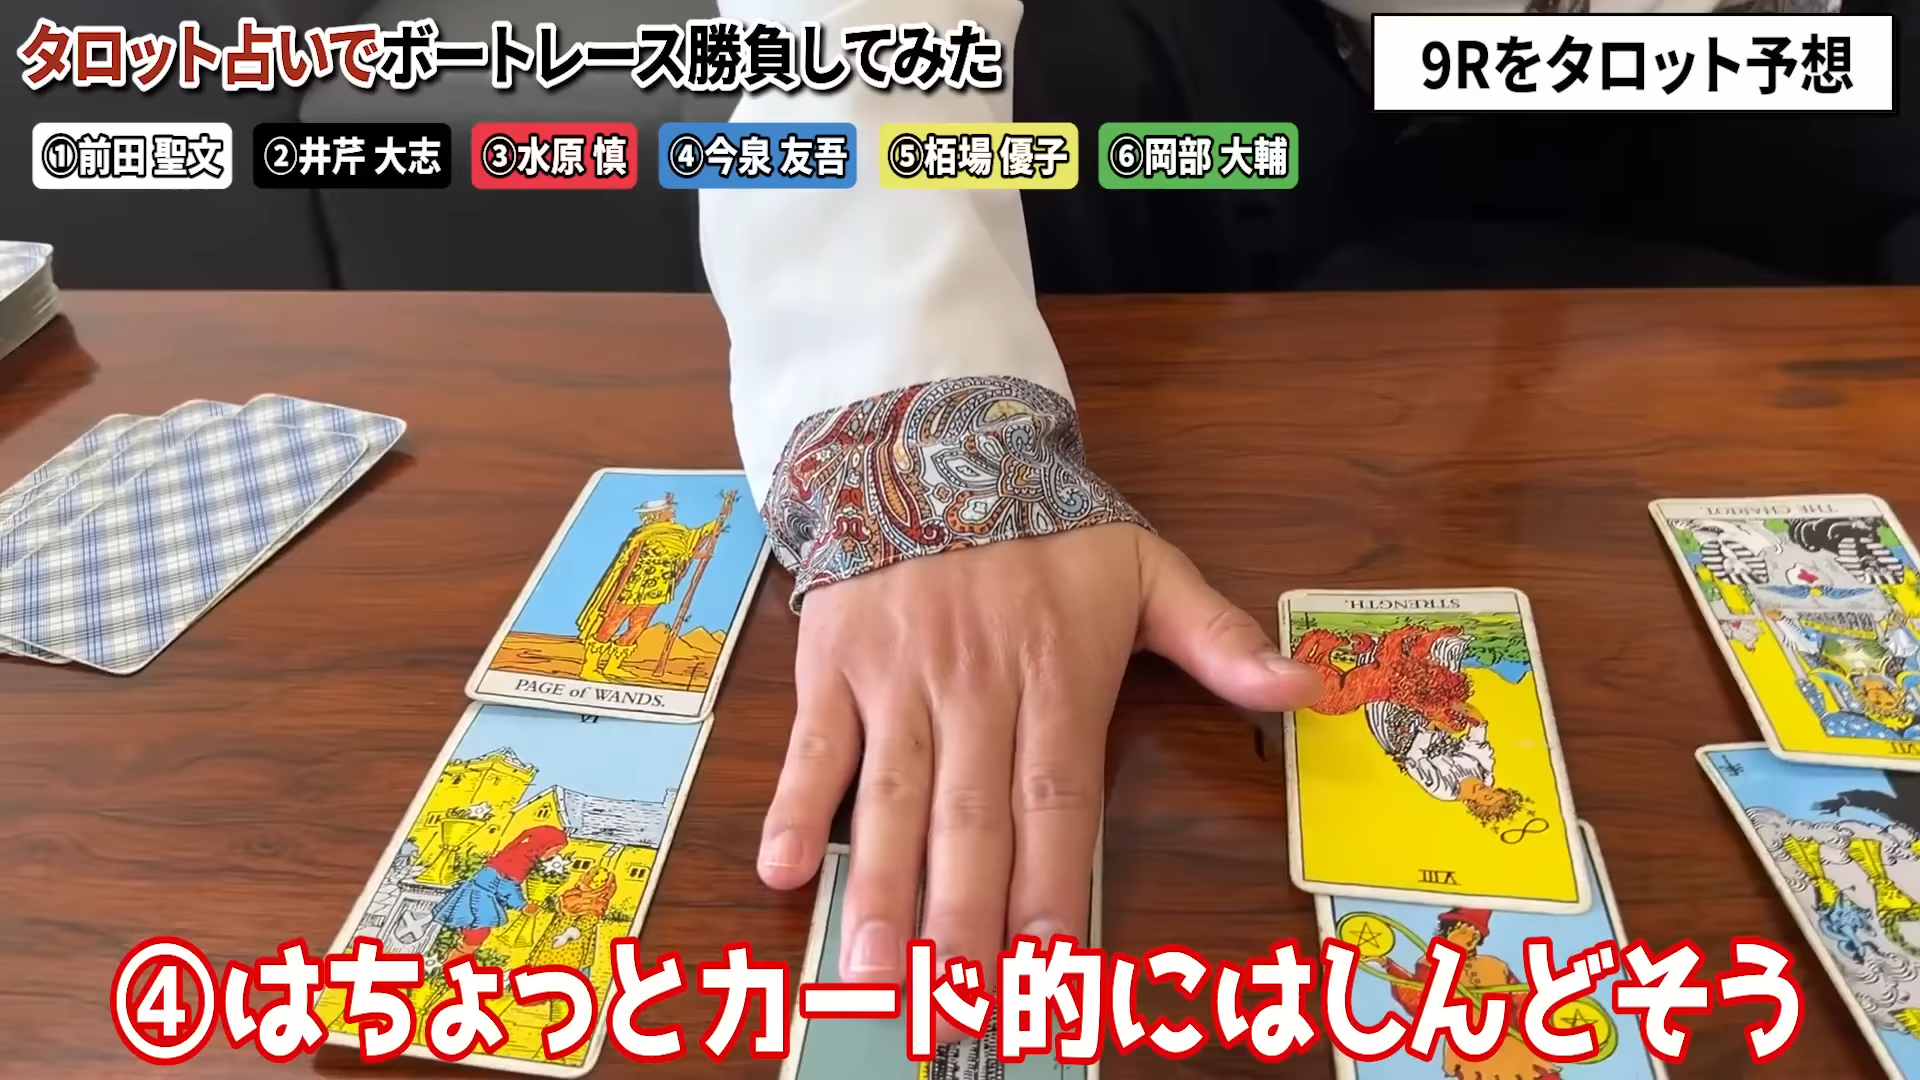 タロット占いでボートレース勝負してみた
9Rをタロット予想
①前田 聖文 ②井芹 大志 ③水原 慎 ④今泉 友吾 ⑤栢場 優子 ⑥岡部 大輔
THE CHARIOT.
STRENGTH.
PAGE of WANDS.
VI
VII
VIII
④はちょっとカード的にはしんどそう